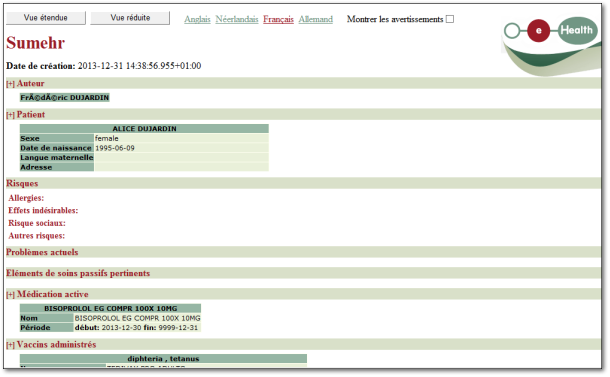 Vue étendue Vue réduite Anglais Néerlandais Français Allemand Montrer les avertissements
e Health
Sumehr
Date de création: 2013-12-31 14:38:56.955+01:00
[+] Auteur
FrÃ©dÃ©ric DUJARDIN
[+] Patient
ALICE DUJARDIN
Sexe female
Date de naissance 1995-06-09
Langue maternelle
Adresse
Risques
Allergies:
Effets indésirables:
Risque sociaux:
Autres risques:
Problèmes actuels
Eléments de soins passifs pertinents
[+] Médication active
BISOPROLOL EG COMPR 100X 10MG
Nom BISOPROLOL EG COMPR 100X 10MG
Période début: 2013-12-30 fin: 9999-12-31
[+] Vaccins administrés
diphteria , tetanus